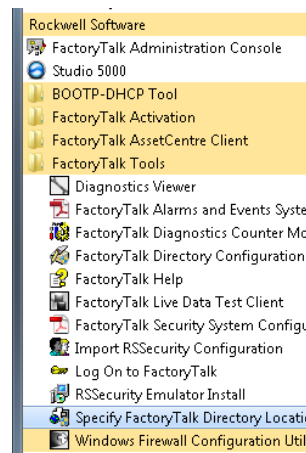 Rockwell Software
FactoryTalk Administration Console
Studio 5000
BOOTP-DHCP Tool
FactoryTalk Activation
FactoryTalk AssetCentre Client
FactoryTalk Tools
Diagnostics Viewer
FactoryTalk Alarms and Events Syste
FactoryTalk Diagnostics Counter Mo
FactoryTalk Directory Configuration
FactoryTalk Help
FactoryTalk Live Data Test Client
FactoryTalk Security System Configu
Import RSSecurity Configuration
Log On to FactoryTalk
RSSecurity Emulator Install
Specify FactoryTalk Directory Locatio
Windows Firewall Configuration Util